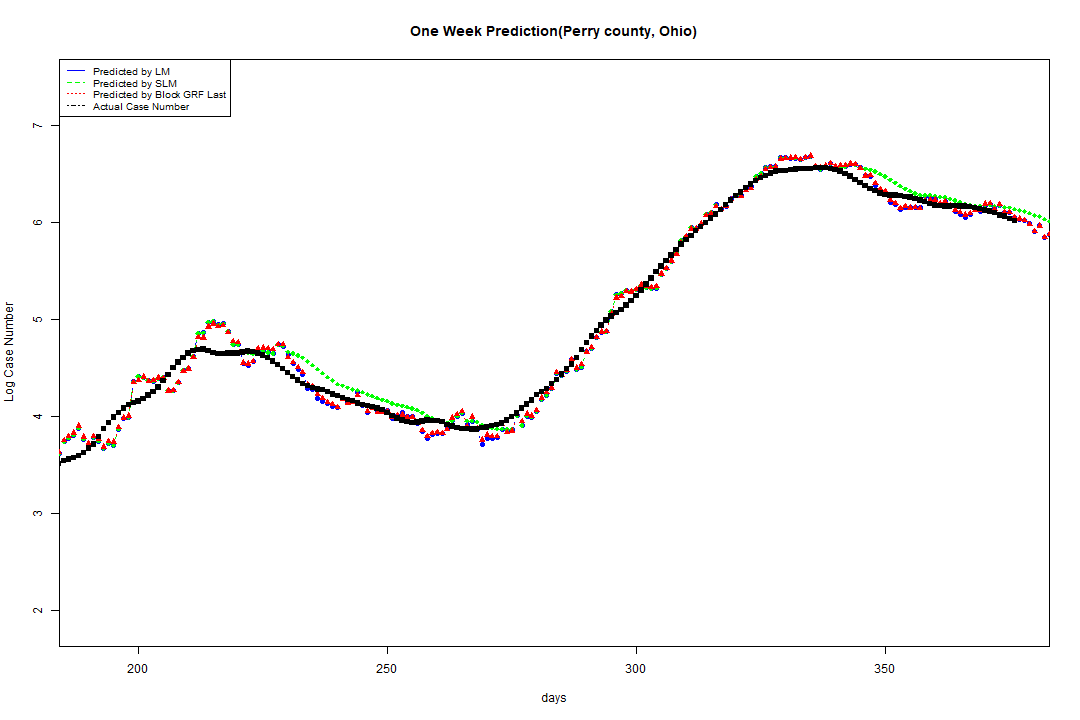 One Week Prediction(Perry county, Ohio)
Predicted by LM
Predicted by SLM
Predicted by Block GRF Last
Actual Case Number
7
6
5
4
3
2
Log Case Number
200 250 300 350
days